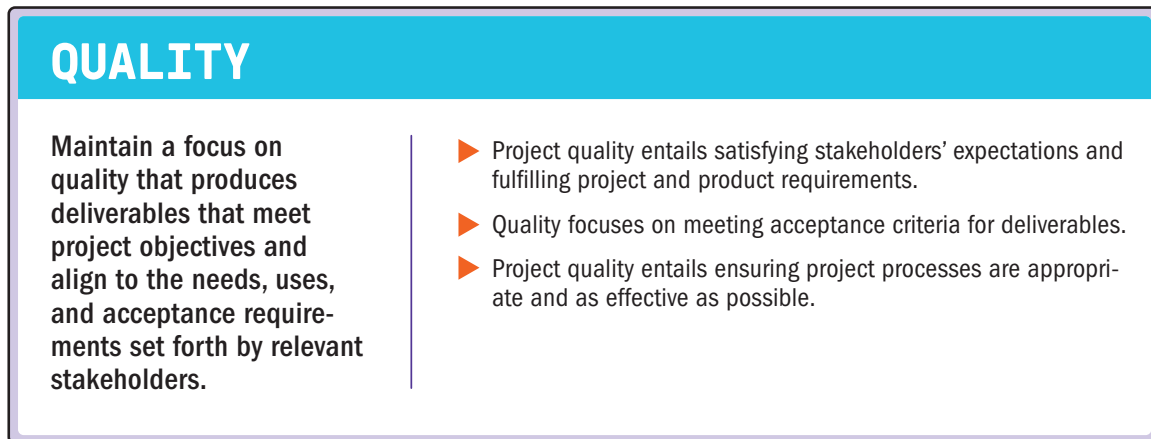 QUALITY
Maintain a focus on
quality that produces
deliverables that meet
project objectives and
align to the needs, uses,
and acceptance require-
ments set forth by relevant
stakeholders.
Project quality entails satisfying stakeholders’ expectations and
fulfilling project and product requirements.
Quality focuses on meeting acceptance criteria for deliverables.
Project quality entails ensuring project processes are appropri-
ate and as effective as possible.